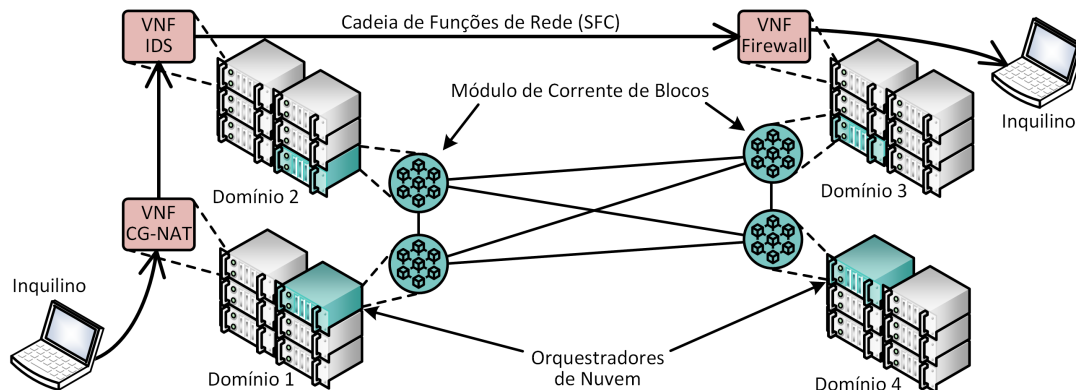 VNF
IDS
Cadeia de Funções de Rede (SFC)
VNF
Firewall
Módulo de Corrente de Blocos
Inquilino
Domínio 2
Domínio 3
VNF
CG-NAT
Inquilino
Orquestradores
de Nuvem
Domínio 1
Domínio 4